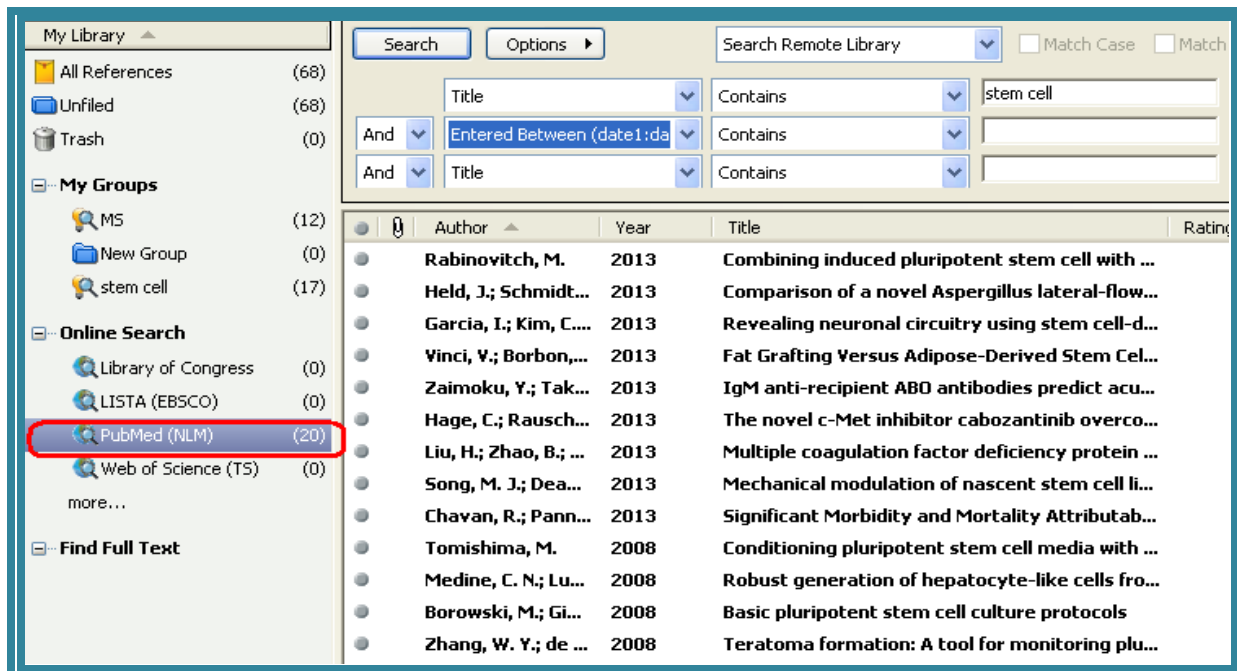 My Library
All References (68)
Unfiled (68)
Trash (0)
My Groups
MS (12)
New Group (0)
stem cell (17)
Online Search
Library of Congress (0)
LISTA (EBSCO) (0)
PubMed (NLM) (20)
Web of Science (TS) (0)
more...
Find Full Text
Search Options Search Remote Library Match Case Match
Title Contains stem cell
And Entered Between (date1:da Contains
And Title Contains
Author Year Title Rating
Rabinovitch, M. 2013 Combining induced pluripotent stem cell with ...
Held, J.; Schmidt... 2013 Comparison of a novel Aspergillus lateral-flow...
Garcia, I.; Kim, C.... 2013 Revealing neuronal circuitry using stem cell-d...
Vinci, V.; Borbon,... 2013 Fat Grafting Versus Adipose-Derived Stem Cel...
Zaimoku, Y.; Tak... 2013 IgM anti-recipient ABO antibodies predict acu...
Hage, C.; Rausch... 2013 The novel c-Met inhibitor cabozantinib overco...
Liu, H.; Zhao, B.; ... 2013 Multiple coagulation factor deficiency protein ...
Song, M. J.; Dea... 2013 Mechanical modulation of nascent stem cell li...
Chavan, R.; Pann... 2013 Significant Morbidity and Mortality Attributab...
Tomishima, M. 2008 Conditioning pluripotent stem cell media with ...
Medine, C. N.; Lu... 2008 Robust generation of hepatocyte-like cells fro...
Borowski, M.; Gi... 2008 Basic pluripotent stem cell culture protocols
Zhang, W. Y.; de ... 2008 Teratoma formation: A tool for monitoring plu...